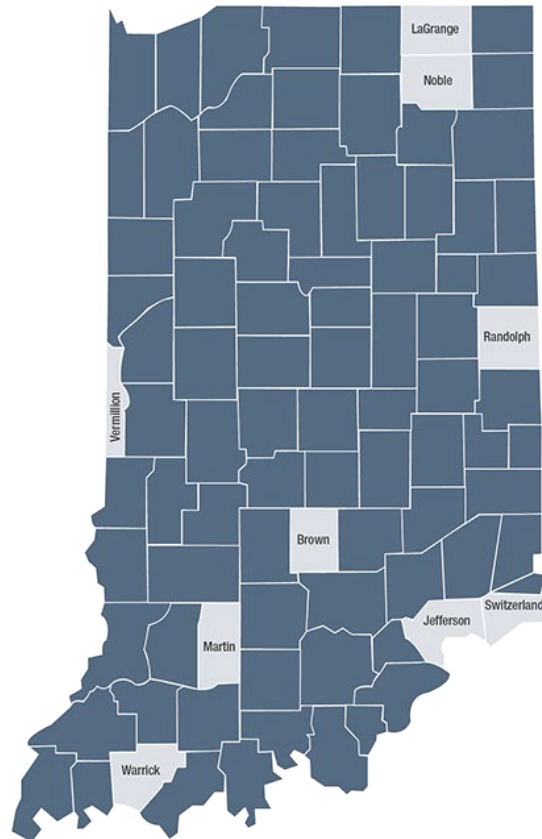 LaGrange
Noble
Randolph
Vermillion
Brown
Switzerland
Jefferson
Martin
Warrick